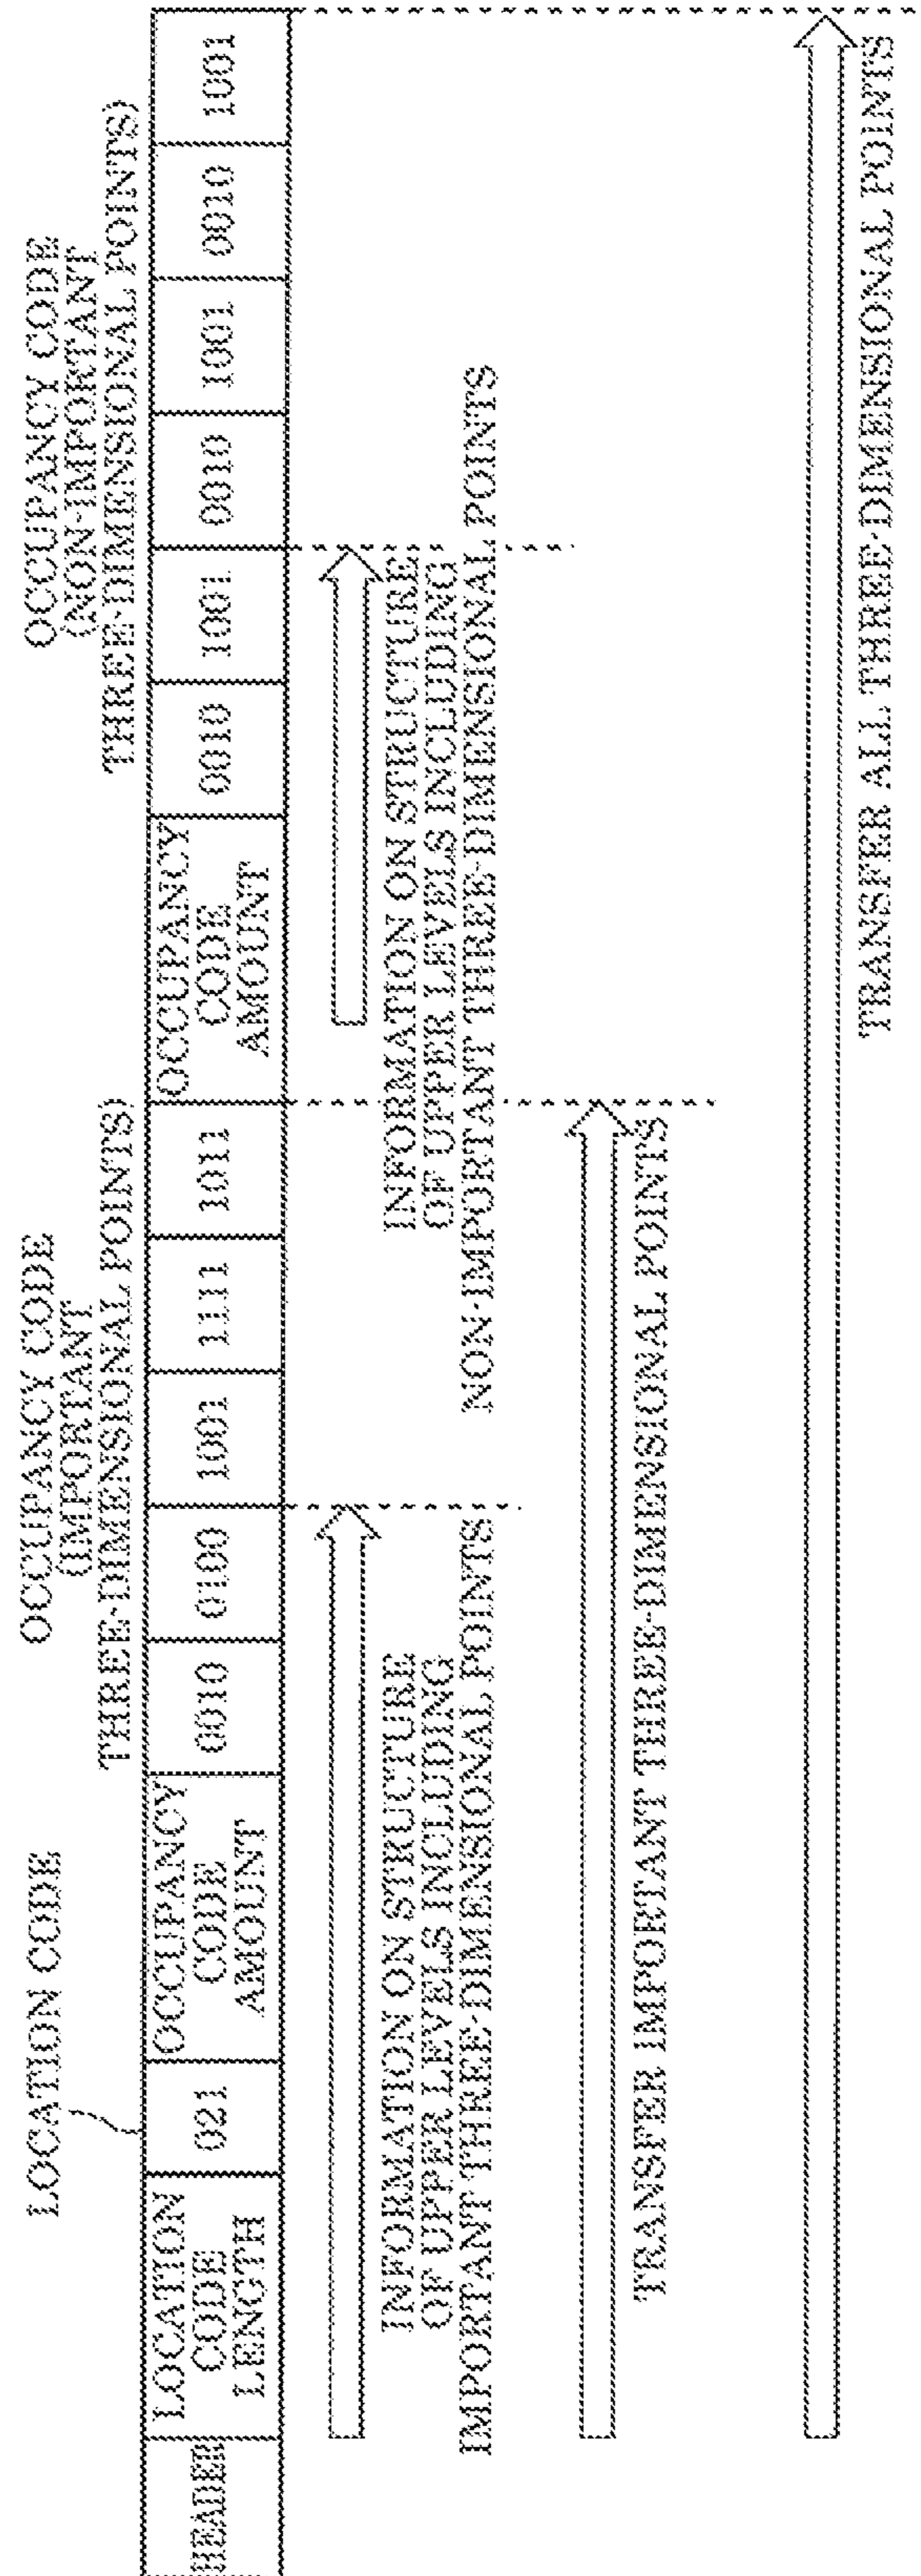 LOCATION CODE
OCCUPANCY CODE
(IMPORTANT
THREE-DIMENSIONAL POINTS)
OCCUPANCY CODE
(NON-IMPORTANT
THREE-DIMENSIONAL POINTS)
HEADER
LOCATION
CODE
LENGTH
021
OCCUPANCY
CODE
AMOUNT
0010
0100
1001
1111
1011
OCCUPANCY
CODE
AMOUNT
0010
1001
0010
1001
0010
1001
INFORMATION ON STRUCTURE
OF UPPER LEVELS INCLUDING
IMPORTANT THREE-DIMENSIONAL POINTS
INFORMATION ON STRUCTURE
OF UPPER LEVELS INCLUDING
NON-IMPORTANT THREE-DIMENSIONAL POINTS
TRANSFER IMPORTANT THREE-DIMENSIONAL POINTS
TRANSFER ALL THREE-DIMENSIONAL POINTS